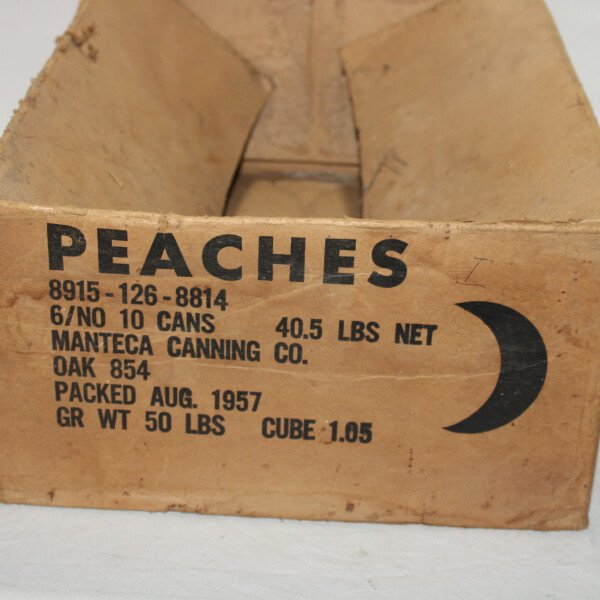 PEACHES
8915-126-8814
6/NO 10 CANS 40.5 LBS NET
MANTECA CANNING CO.
OAK 854
PACKED AUG. 1957
GR WT 50 LBS CUBE 1.05